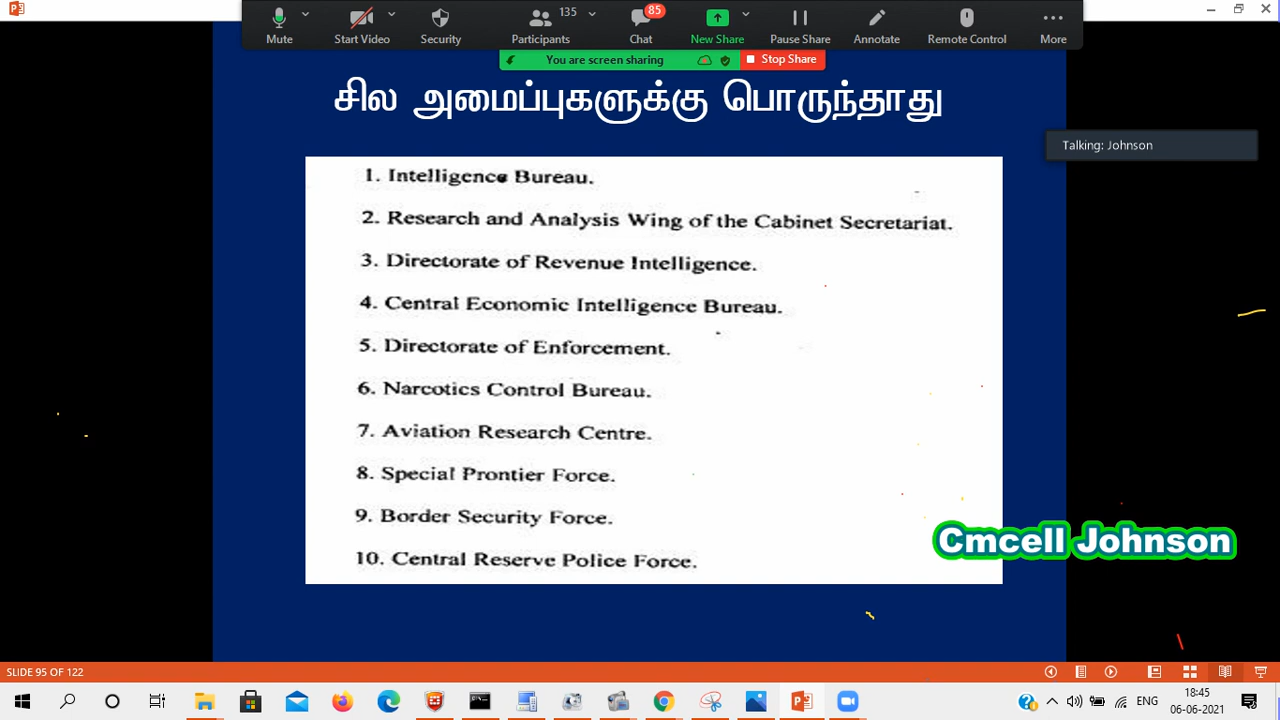 135
85
Mute
Start Video
Security
Participants
Chat
New Share
Pause Share
Annotate
Remote Control
More
You are screen sharing
Stop Share
சில அமைப்புகளுக்கு பொருந்தாது
Talking: Johnson
1. Intelligence Bureau.
2. Research and Analysis Wing of the Cabinet Secretariat.
3. Directorate of Revenue Intelligence.
4. Central Economic Intelligence Bureau.
5. Directorate of Enforcement.
6. Narcotics Control Bureau.
7. Aviation Research Centre.
8. Special Prontier Force.
9. Border Security Force.
10. Central Reserve Police Force.
Cmcell Johnson
SLIDE 95 OF 122
ENG
18:45
06-06-2021